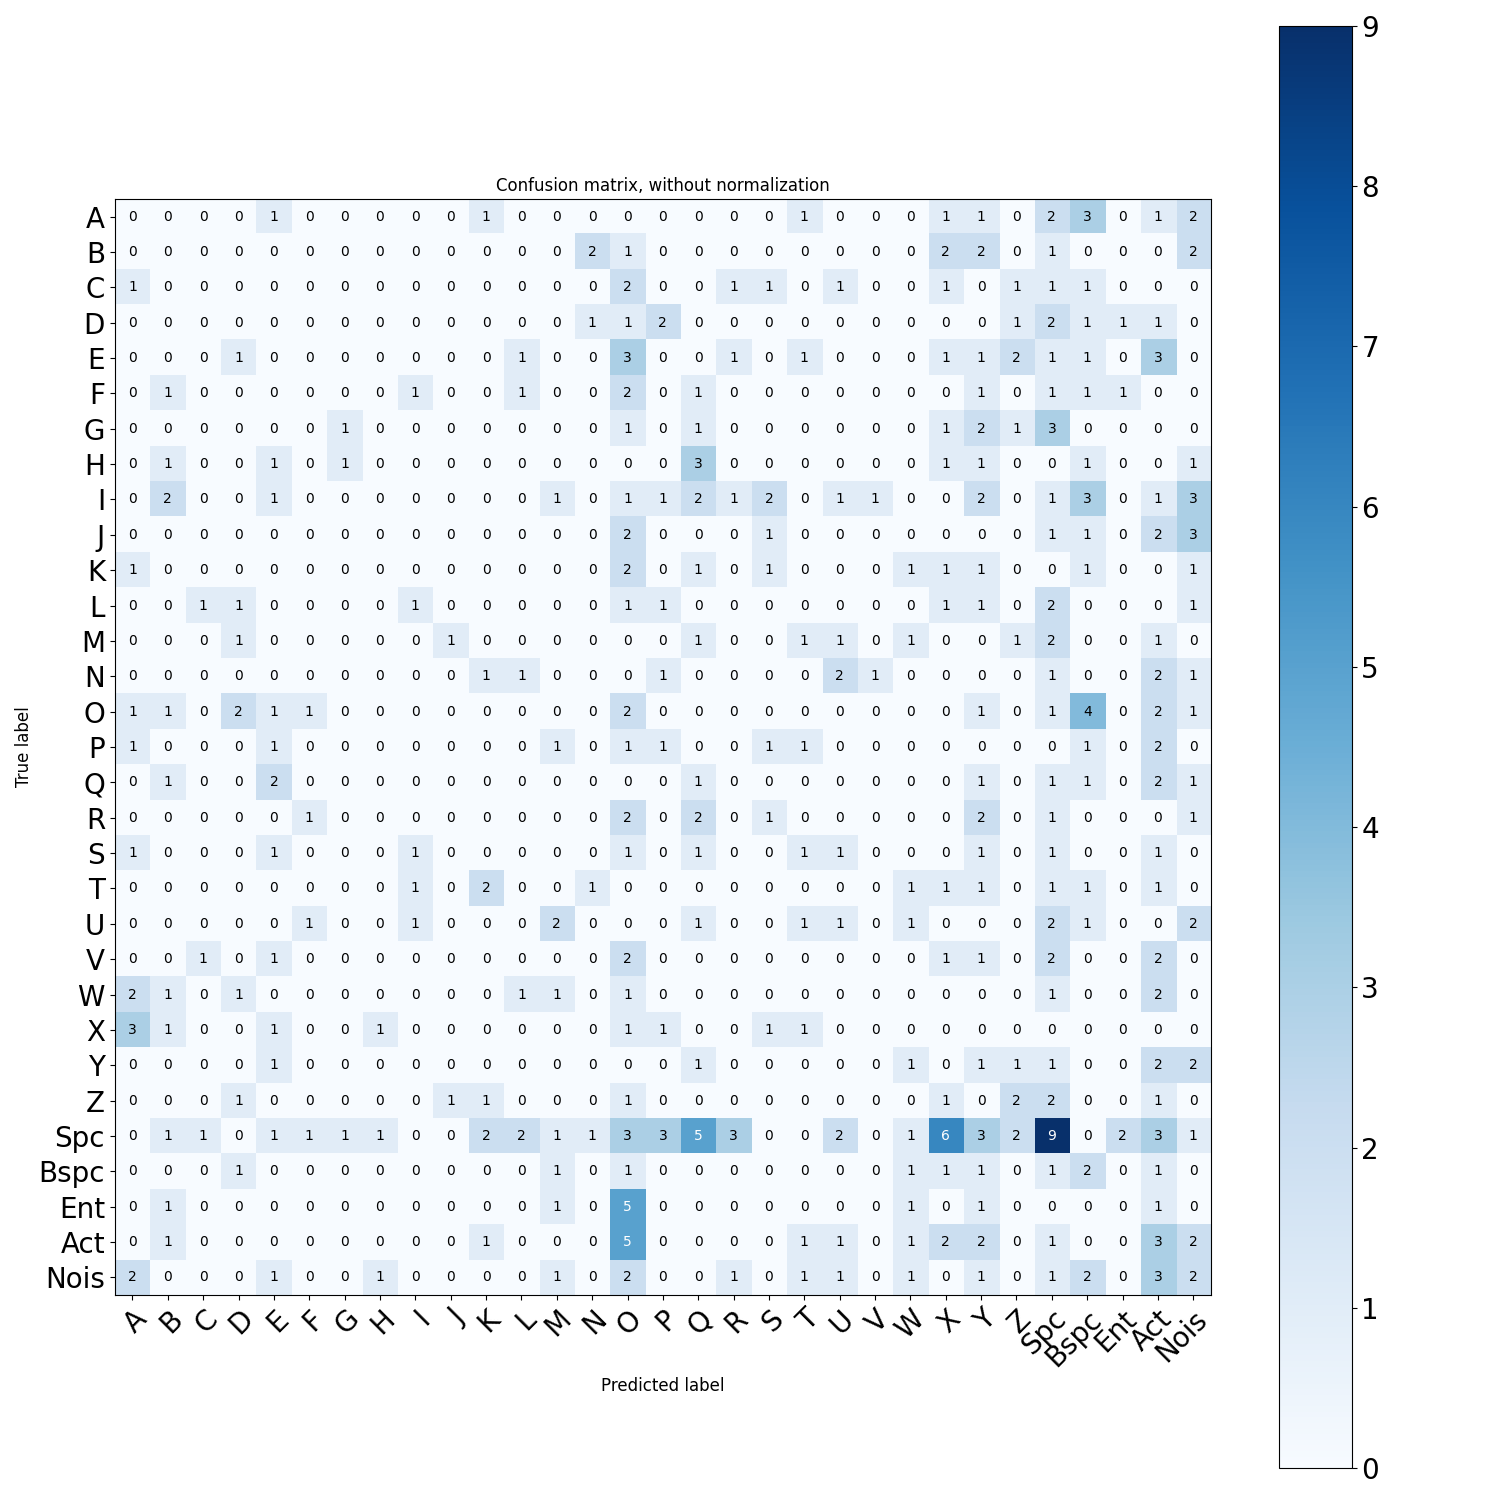 Confusion matrix, without normalization
A 0 0 0 0 1 0 0 0 0 0 1 0 0 0 0 0 0 0 0 1 0 0 0 1 1 0 2 3 0 1 2
B 0 0 0 0 0 0 0 0 0 0 0 0 0 2 1 0 0 0 0 0 0 0 0 2 2 0 1 0 0 0 2
C 1 0 0 0 0 0 0 0 0 0 0 0 0 0 2 0 0 1 1 0 1 0 0 1 0 1 1 1 0 0 0
D 0 0 0 0 0 0 0 0 0 0 0 0 0 1 1 2 0 0 0 0 0 0 0 0 0 1 2 1 1 1 0
E 0 0 0 1 0 0 0 0 0 0 0 1 0 0 3 0 0 1 0 1 0 0 0 1 1 2 1 1 0 3 0
F 0 1 0 0 0 0 0 0 1 0 0 1 0 0 2 0 1 0 0 0 0 0 0 0 1 0 1 1 1 0 0
G 0 0 0 0 0 0 1 0 0 0 0 0 0 0 1 0 1 0 0 0 0 0 0 1 2 1 3 0 0 0 0
H 0 1 0 0 1 0 1 0 0 0 0 0 0 0 0 0 3 0 0 0 0 0 0 1 1 0 0 1 0 0 1
I 0 2 0 0 1 0 0 0 0 0 0 0 1 0 1 1 2 1 2 0 1 1 0 0 2 0 1 3 0 1 3
J 0 0 0 0 0 0 0 0 0 0 0 0 0 0 2 0 0 0 1 0 0 0 0 0 0 0 1 1 0 2 3
K 1 0 0 0 0 0 0 0 0 0 0 0 0 0 2 0 1 0 1 0 0 0 1 1 1 0 0 1 0 0 1
L 0 0 1 1 0 0 0 0 1 0 0 0 0 0 1 1 0 0 0 0 0 0 0 1 1 0 2 0 0 0 1
M 0 0 0 1 0 0 0 0 0 1 0 0 0 0 0 0 1 0 0 1 1 0 1 0 0 1 2 0 0 1 0
N 0 0 0 0 0 0 0 0 0 0 1 1 0 0 0 1 0 0 0 0 2 1 0 0 0 0 1 0 0 2 1
O 1 1 0 2 1 1 0 0 0 0 0 0 0 0 2 0 0 0 0 0 0 0 0 0 1 0 1 4 0 2 1
P 1 0 0 0 1 0 0 0 0 0 0 0 1 0 1 1 0 0 1 1 0 0 0 0 0 0 0 1 0 2 0
Q 0 1 0 0 2 0 0 0 0 0 0 0 0 0 0 0 1 0 0 0 0 0 0 0 1 0 1 1 0 2 1
R 0 0 0 0 0 1 0 0 0 0 0 0 0 0 2 0 2 0 1 0 0 0 0 0 2 0 1 0 0 0 1
S 1 0 0 0 1 0 0 0 1 0 0 0 0 0 1 0 1 0 0 1 1 0 0 0 1 0 1 0 0 1 0
T 0 0 0 0 0 0 0 0 1 0 2 0 0 1 0 0 0 0 0 0 0 0 1 1 1 0 1 1 0 1 0
U 0 0 0 0 0 1 0 0 1 0 0 0 2 0 0 0 1 0 0 1 1 0 1 0 0 0 2 1 0 0 2
V 0 0 1 0 1 0 0 0 0 0 0 0 0 0 2 0 0 0 0 0 0 0 0 1 1 0 2 0 0 2 0
W 2 1 0 1 0 0 0 0 0 0 0 1 1 0 1 0 0 0 0 0 0 0 0 0 0 0 1 0 0 2 0
X 3 1 0 0 1 0 0 1 0 0 0 0 0 0 1 1 0 0 1 1 0 0 0 0 0 0 0 0 0 0 0
Y 0 0 0 0 1 0 0 0 0 0 0 0 0 0 0 0 1 0 0 0 0 0 1 0 1 1 1 0 0 2 2
Z 0 0 0 1 0 0 0 0 0 1 1 0 0 0 1 0 0 0 0 0 0 0 0 1 0 2 2 0 0 1 0
Spc 0 1 1 0 1 1 1 1 0 0 2 2 1 1 3 3 5 3 0 0 2 0 1 6 3 2 9 0 2 3 1
Bspc 0 0 0 1 0 0 0 0 0 0 0 0 1 0 1 0 0 0 0 0 0 0 1 1 1 0 1 2 0 1 0
Ent 0 1 0 0 0 0 0 0 0 0 0 0 1 0 5 0 0 0 0 0 0 0 1 0 1 0 0 0 0 1 0
Act 0 1 0 0 0 0 0 0 0 0 1 0 0 0 5 0 0 0 0 1 1 0 1 2 2 0 1 0 0 3 2
Nois 2 0 0 0 1 0 0 1 0 0 0 0 1 0 2 0 0 1 0 1 1 0 1 0 1 0 1 2 0 3 2
A B C D E F G H I J K L M N O P Q R S T U V W X Y Z Spc Bspc Ent Act Nois
True label
Predicted label
9
8
7
6
5
4
3
2
1
0